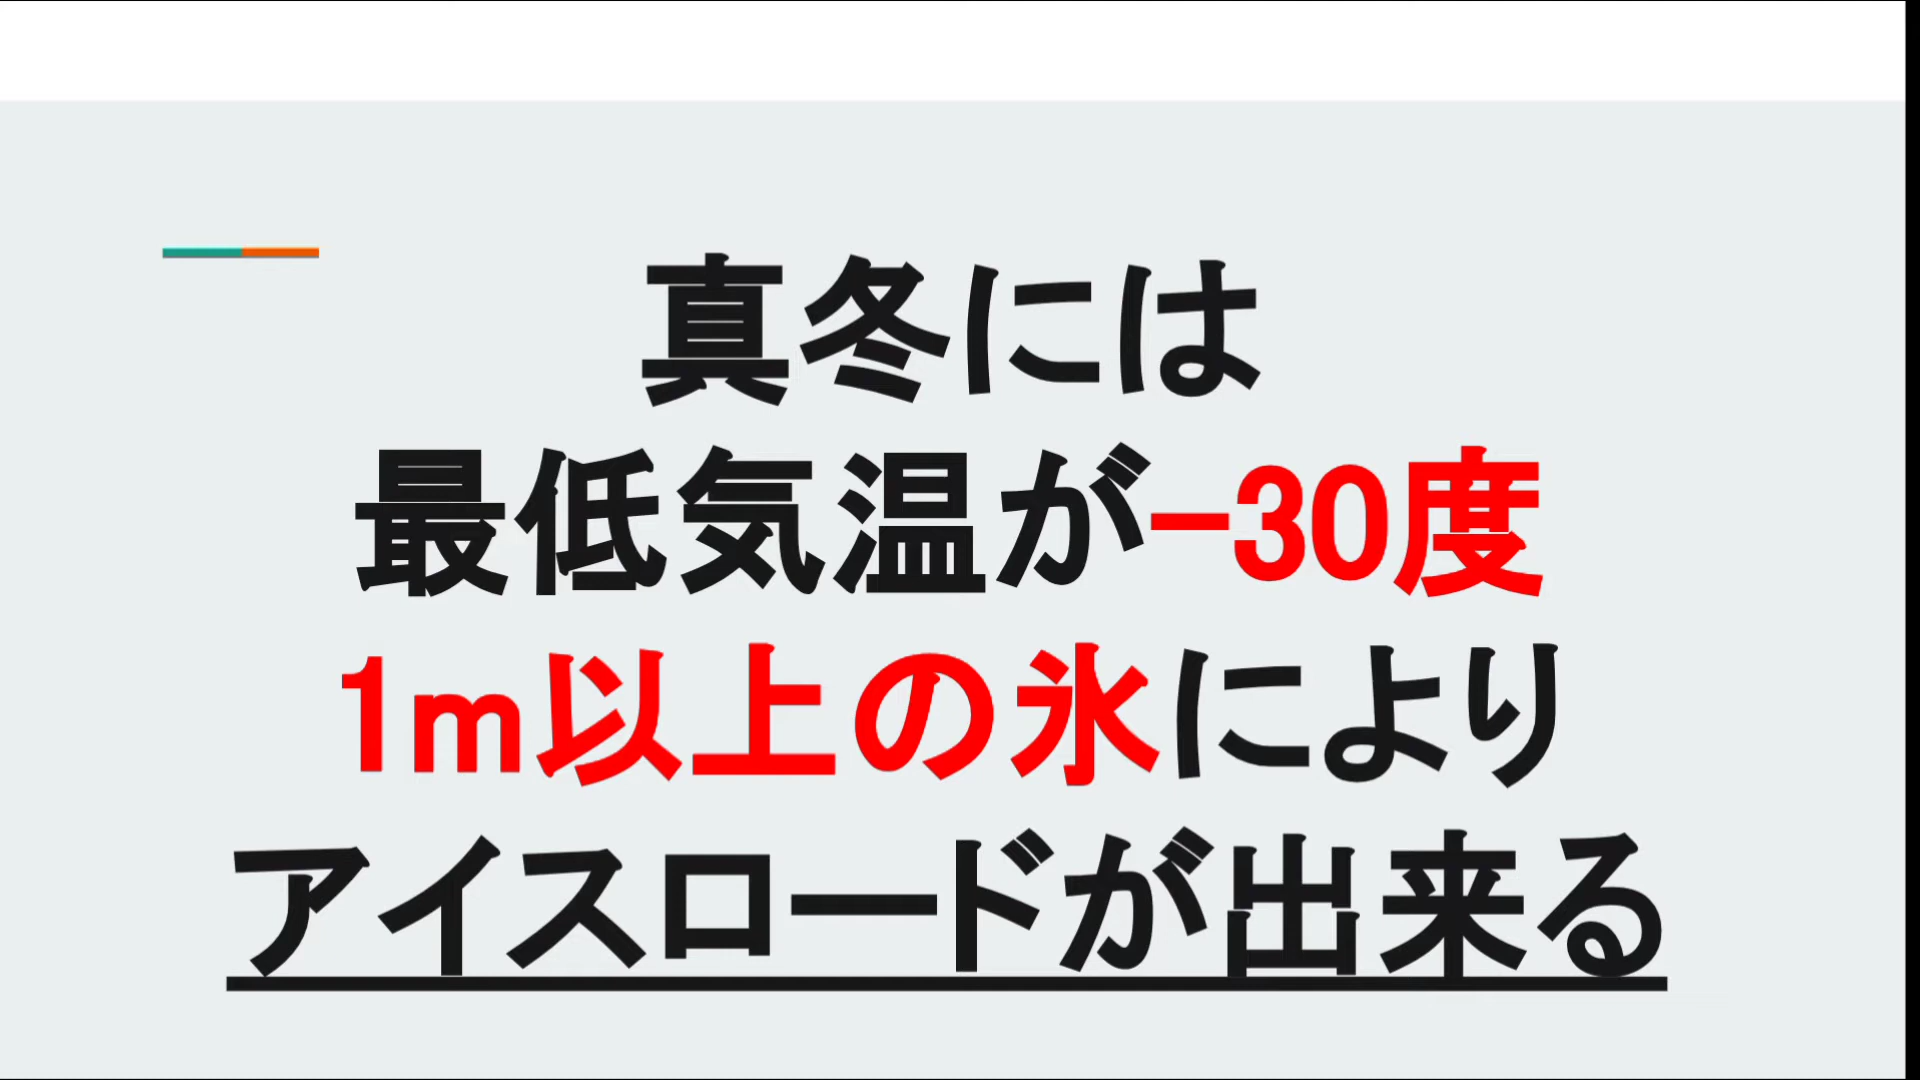 真冬には
最低気温が-30度
1m以上の氷により
アイスロードが出来る